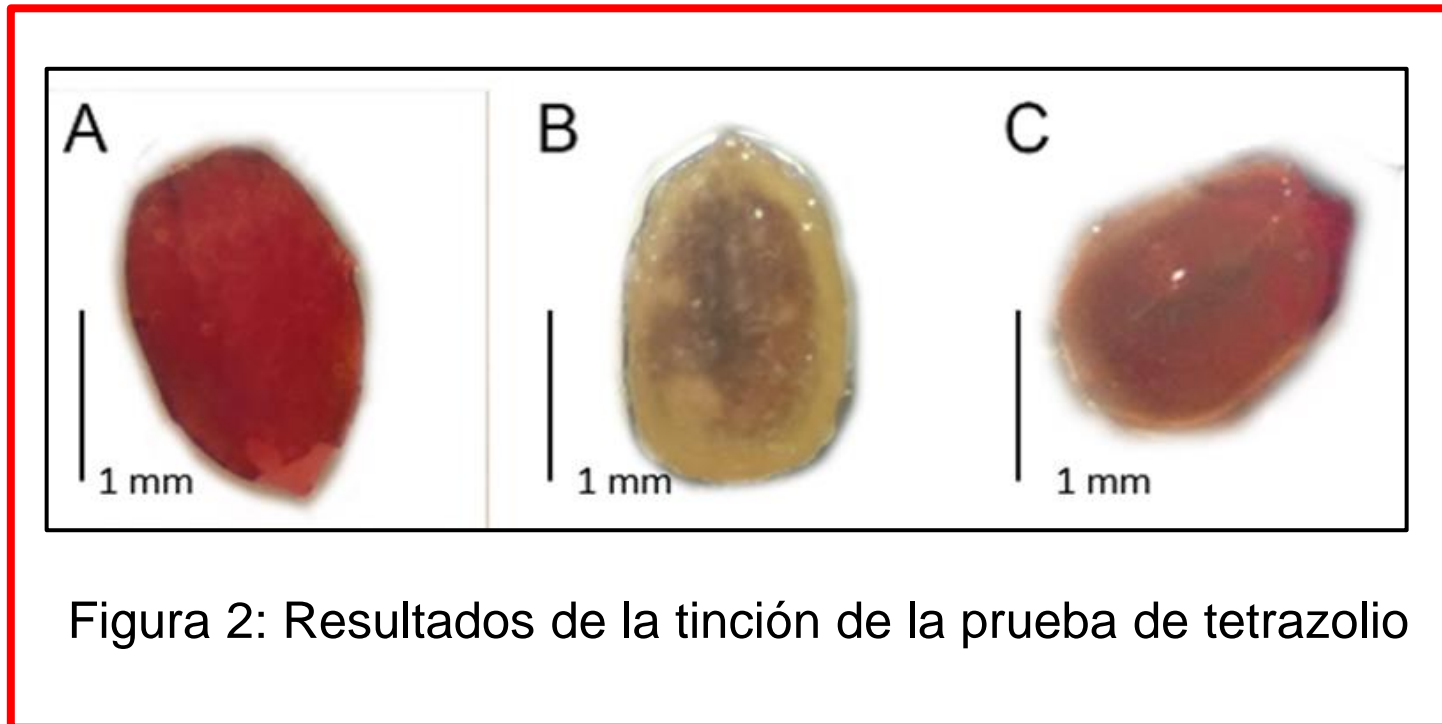 A
B
C
1 mm
1 mm
1 mm
Figura 2: Resultados de la tinción de la prueba de tetrazolio